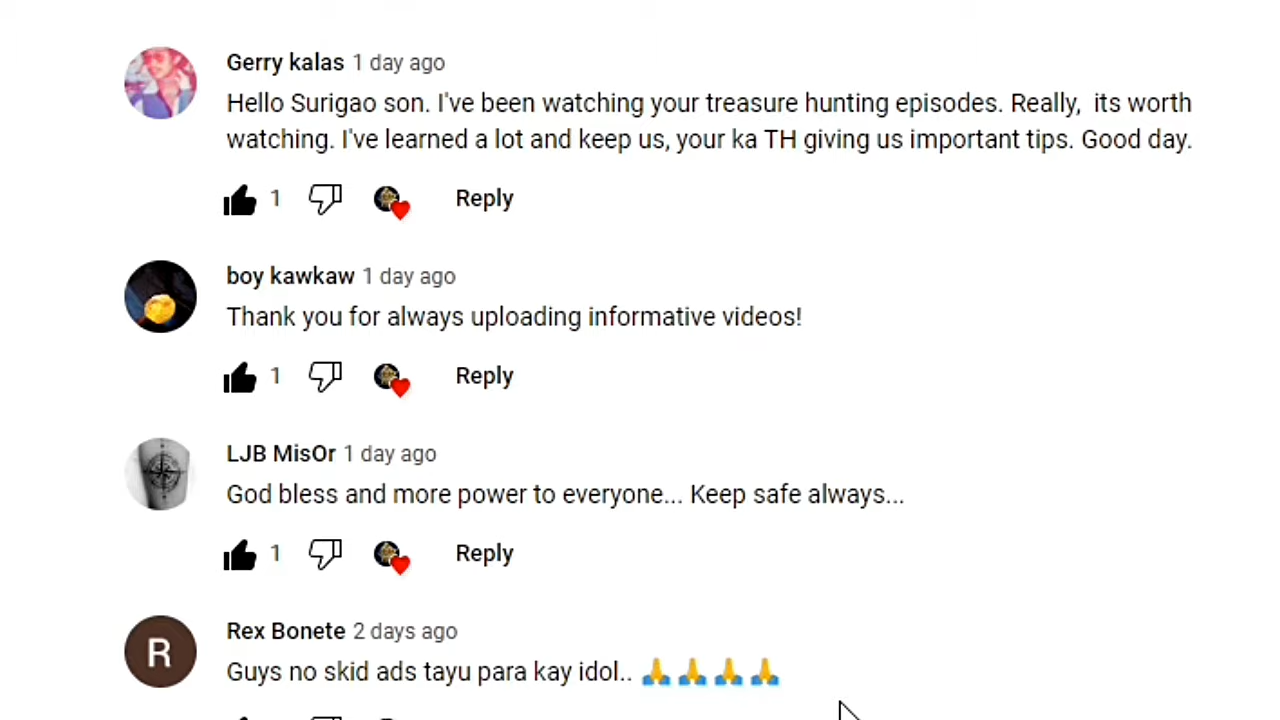 Gerry kalas 1 day ago
Hello Surigao son. I've been watching your treasure hunting episodes. Really,  its worth
watching. I've learned a lot and keep us, your ka TH giving us important tips. Good day.
1 Reply
boy kawkaw 1 day ago
Thank you for always uploading informative videos!
1 Reply
LJB MisOr 1 day ago
God bless and more power to everyone... Keep safe always...
1 Reply
R
Rex Bonete 2 days ago
Guys no skid ads tayu para kay idol.. 🙏🙏🙏🙏